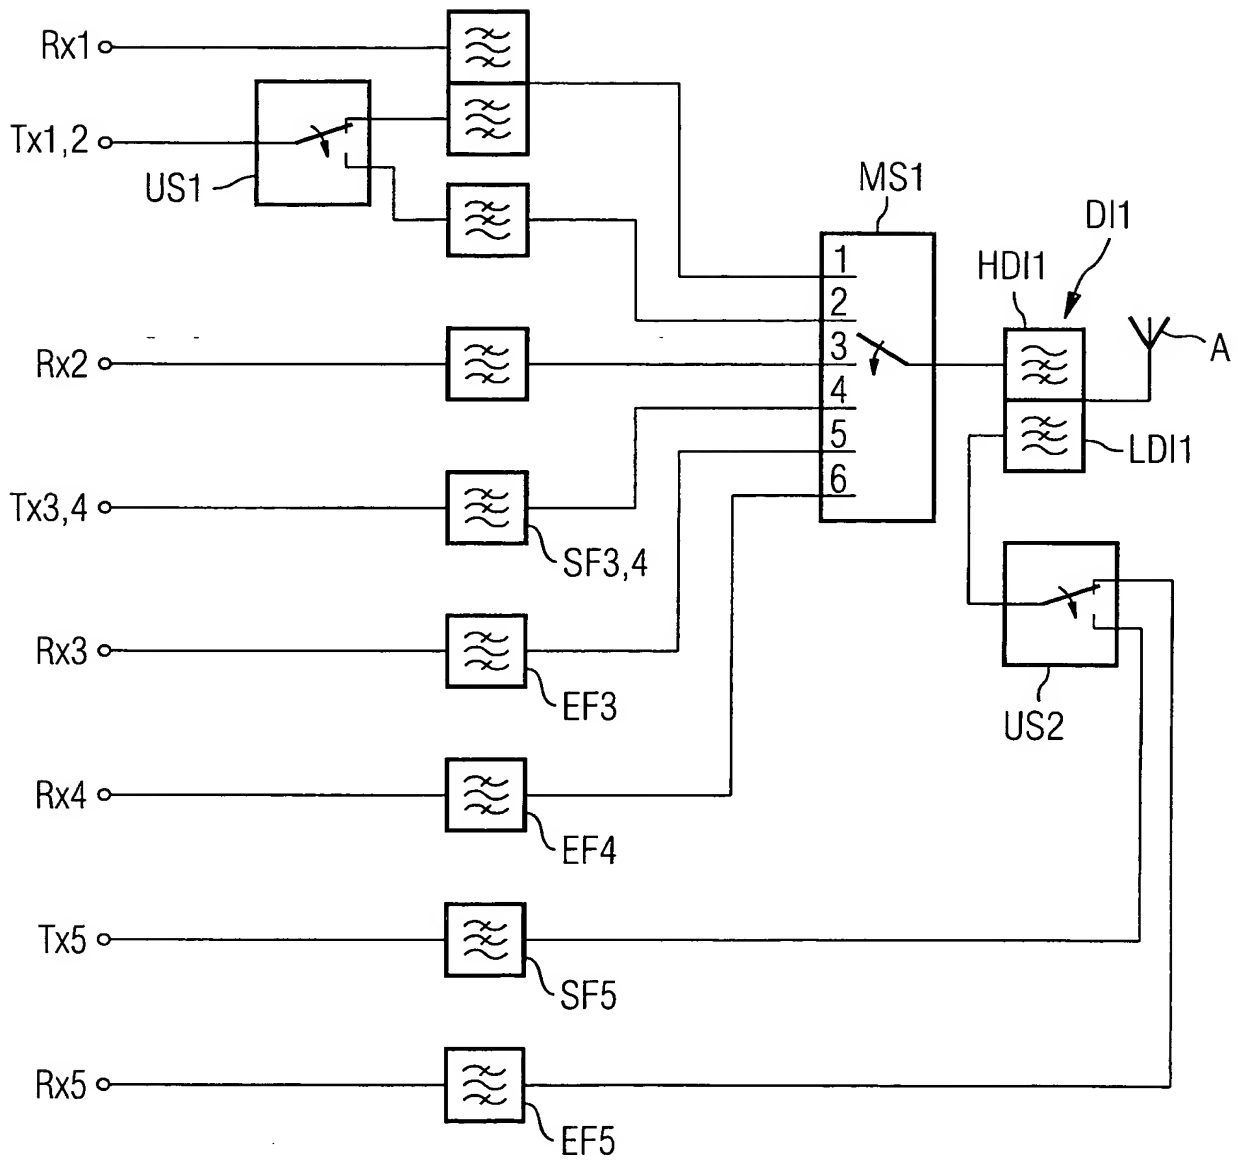 Rx1
Tx1,2
US1
MS1
DI1
HDI1
1
2
3
4
5
6
A
LDI1
Rx2
Tx3,4
SF3,4
Rx3
EF3
US2
Rx4
EF4
Tx5
SF5
Rx5
EF5